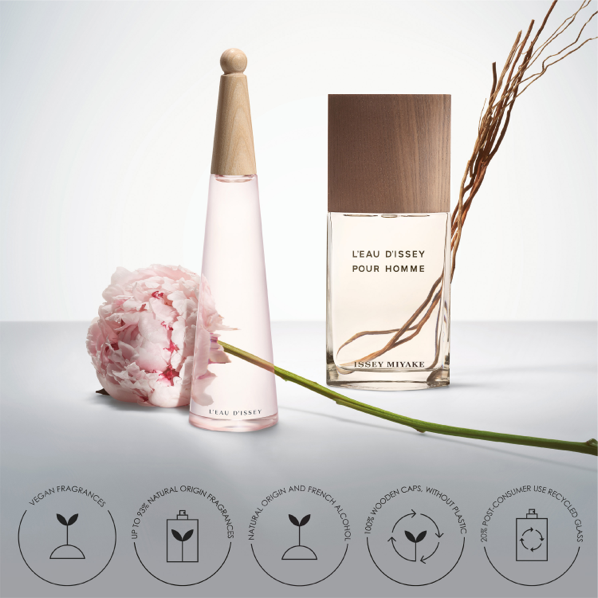 L'EAU D'ISSEY
POUR HOMME
ISSEY MIYAKE
L'EAU D'ISSEY
VEGAN FRAGRANCES
UP TO 93% NATURAL ORIGIN FRAGRANCES
NATURAL ORIGIN AND FRENCH ALCOHOL
100% WOODEN CAPS, WITHOUT PLASTIC
20% POST-CONSUMER USE RECYCLED GLASS